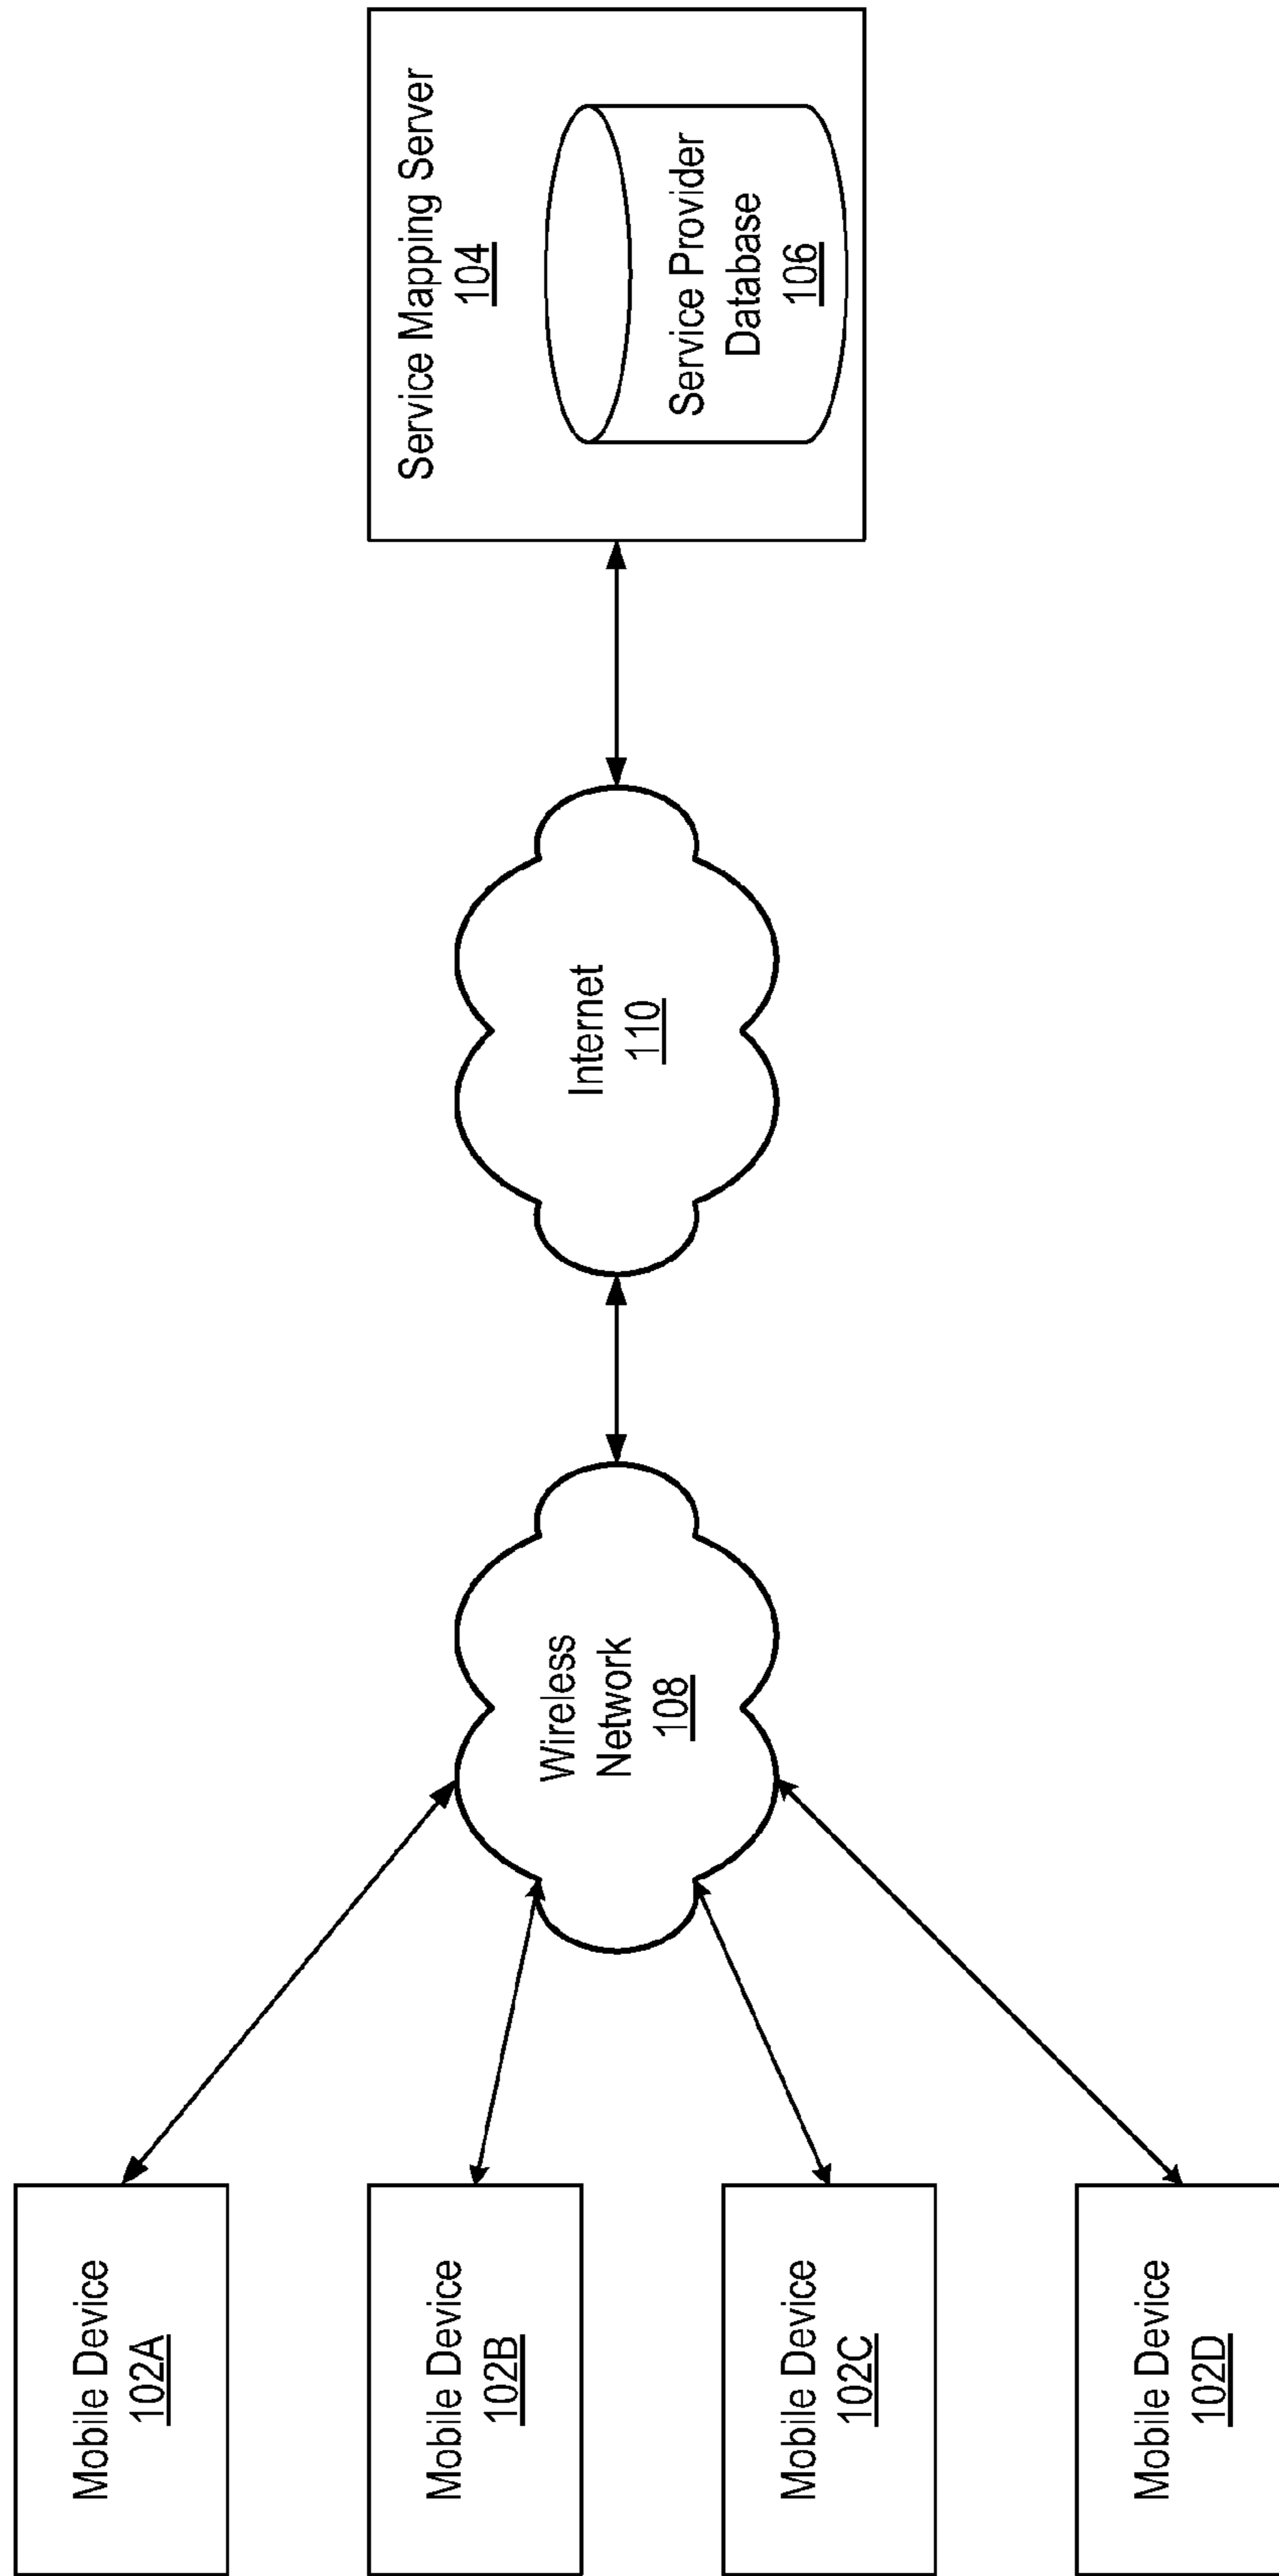 Mobile Device
102A
Mobile Device
102B
Mobile Device
102C
Mobile Device
102D
Wireless
Network
108
Internet
110
Service Mapping Server
104
Service Provider
Database
106